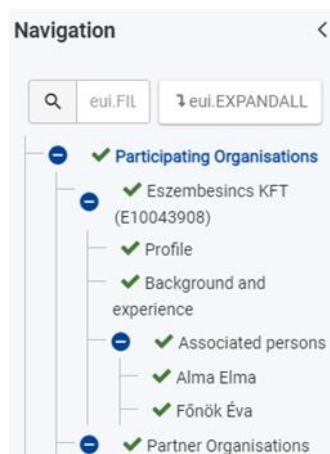 Navigation
eui.FIL eui.EXPANDALL
Participating Organisations
Eszembesincs KFT
(E10043908)
Profile
Background and
experience
Associated persons
Alma Elma
Főnök Éva
Partner Organisations